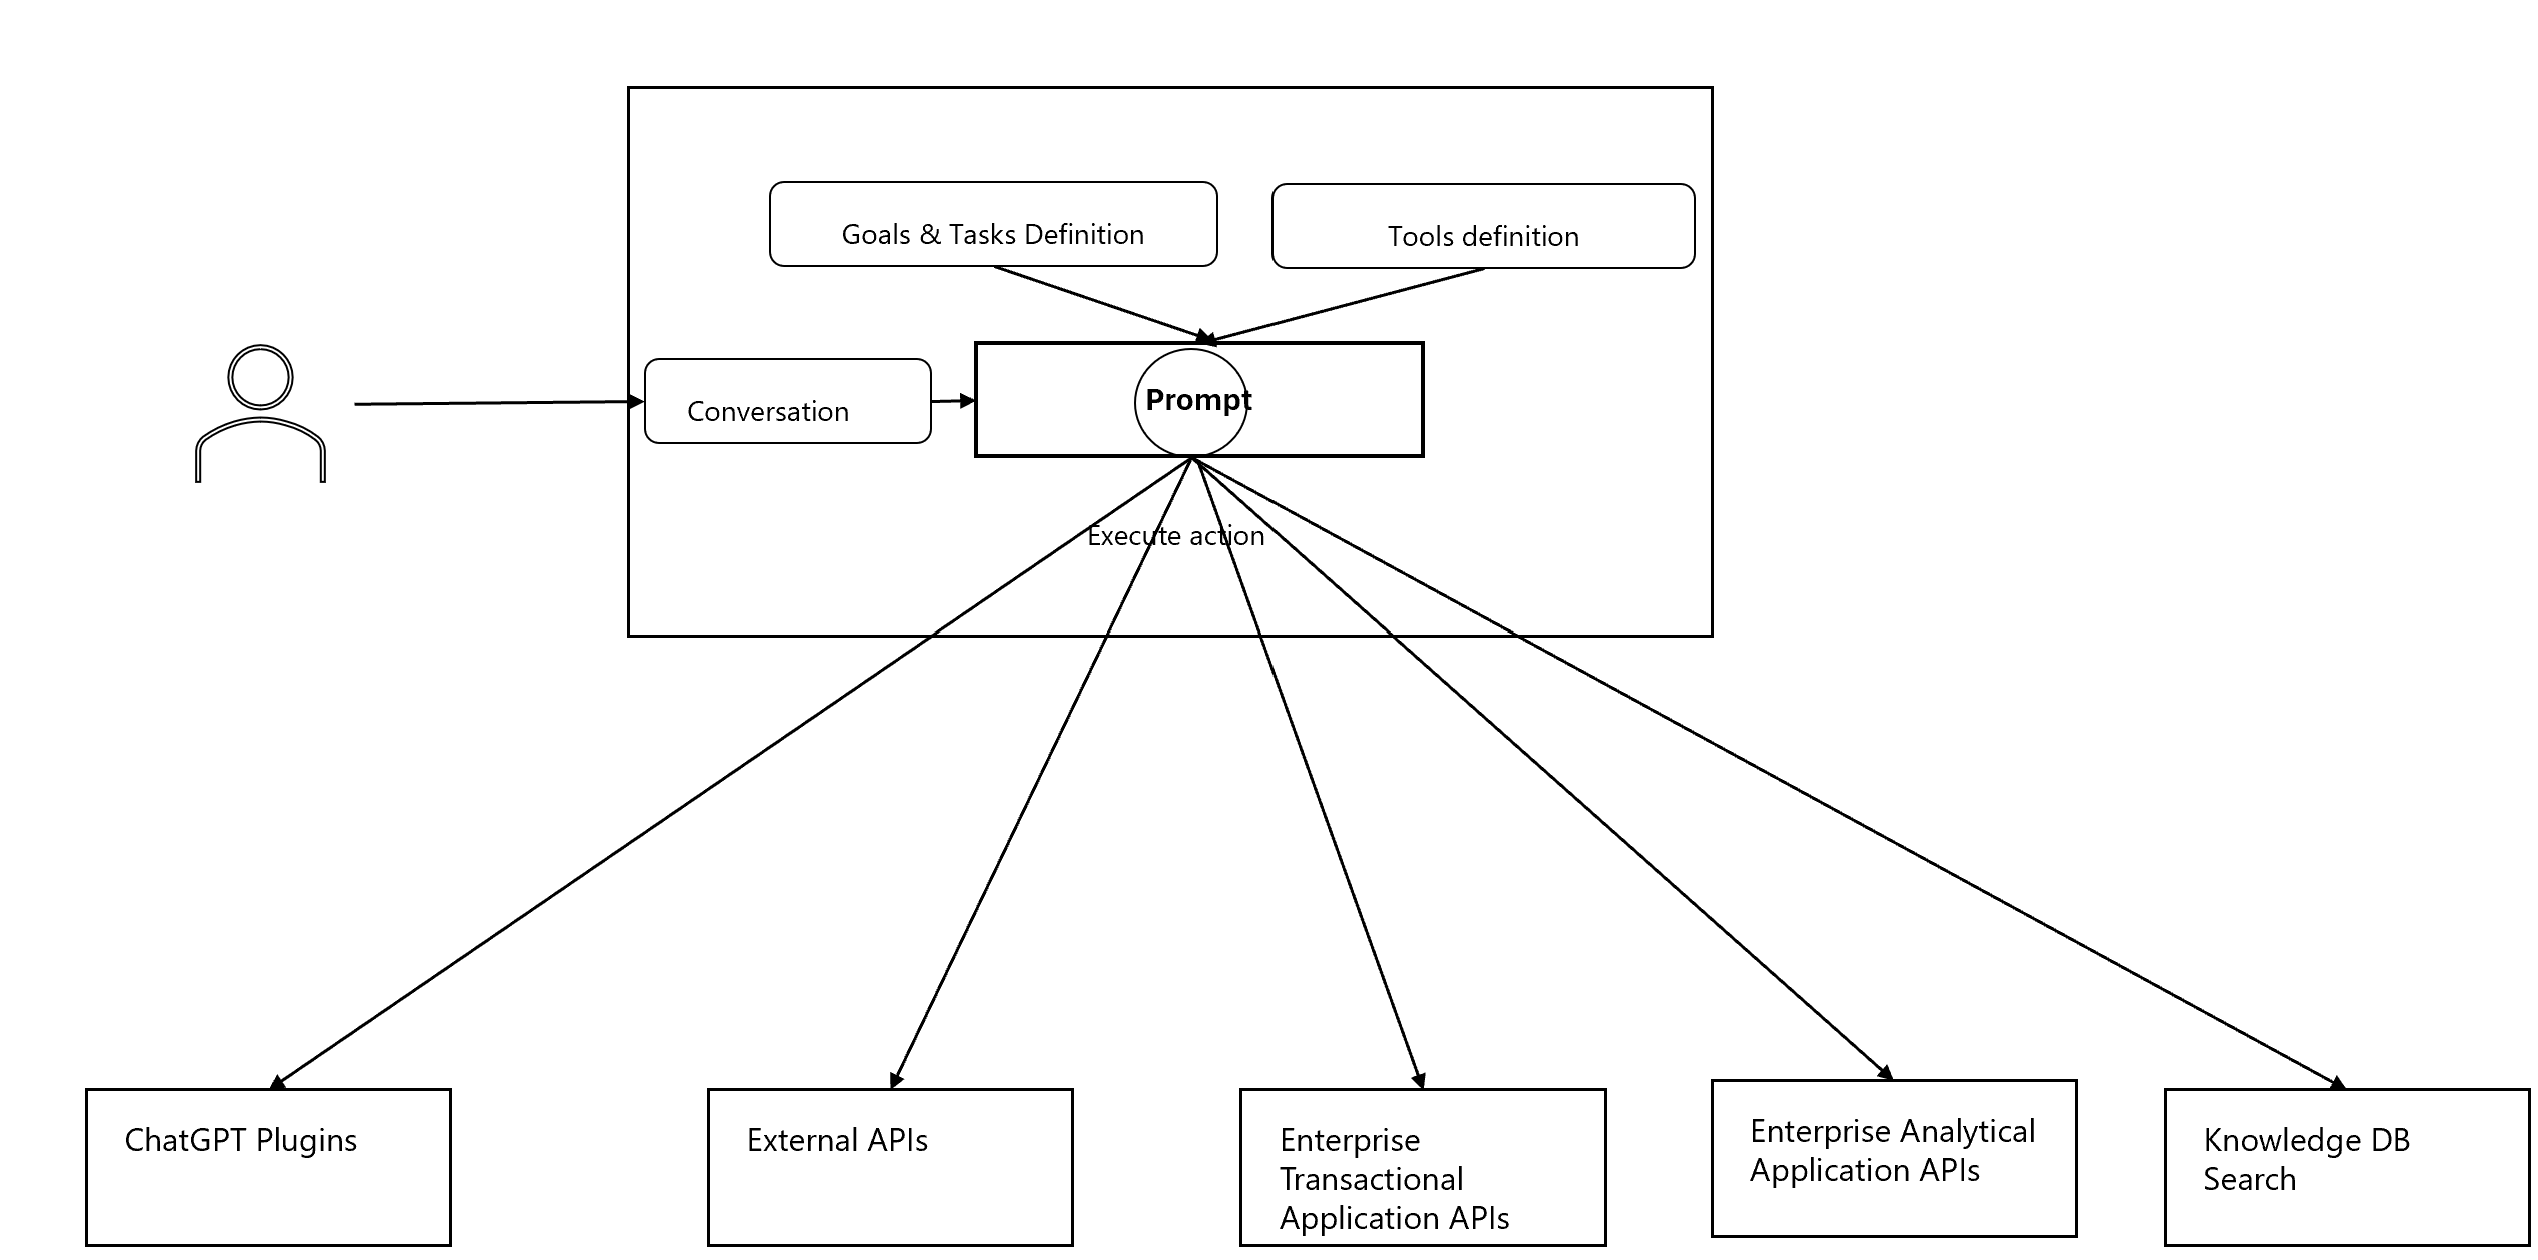 Goals & Tasks Definition
Tools definition
Conversation
Prompt
Execute action
ChatGPT Plugins
External APIs
Enterprise
Transactional
Application APIs
Enterprise Analytical
Application APIs
Knowledge DB
Search